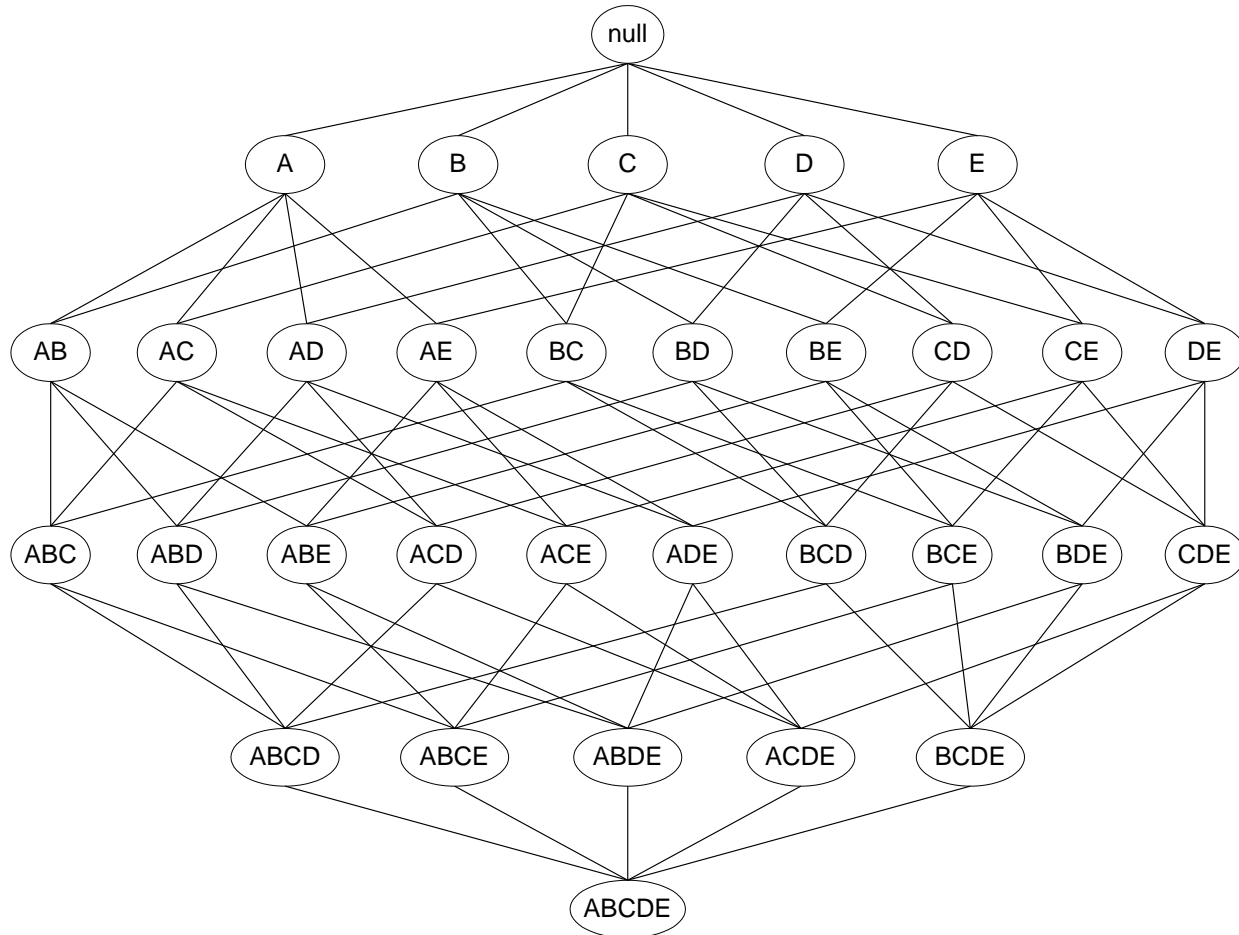 null
A B C D E
AB AC AD AE BC BD BE CD CE DE
ABC ABD ABE ACD ACE ADE BCD BCE BDE CDE
ABCD ABCE ABDE ACDE BCDE
ABCDE